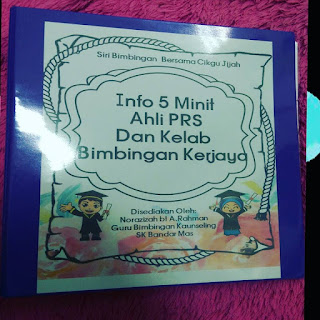 Siri Bimbingan Bersama Cikgu Jijah
Info 5 Minit
Ahli PRS
Dan Kelab
Bimbingan Kerjaya
Disediakan Oleh:
Norazizah bt A.Rahman
Guru Bimbingan Kaunseling
SK Bandar Mas